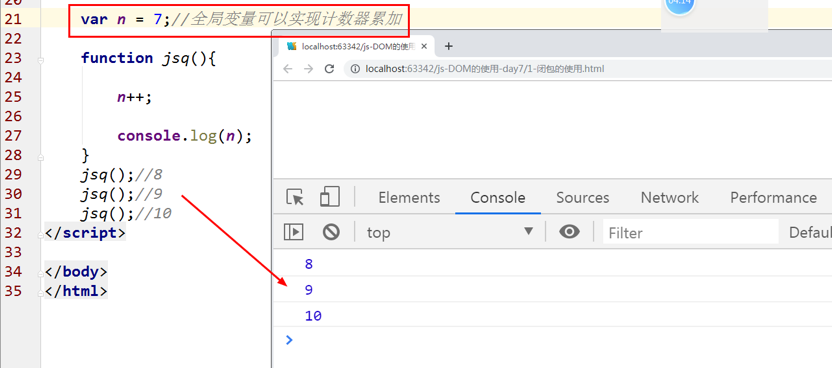 20
21 var n = 7;//全局变量可以实现计数器累加
22
23 function jsq(){
24
25 n++;
26
27 console.log(n);
28 }
29 jsq();//8
30 jsq();//9
31 jsq();//10
32 </script>
33
34 </body>
35 </html>
04:14
localhost:63342/js-DOM的使用 × +
localhost:63342/js-DOM的使用-day7/1-闭包的使用.html
Elements Console Sources Network Performance
top Filter Defaul
8
9
10